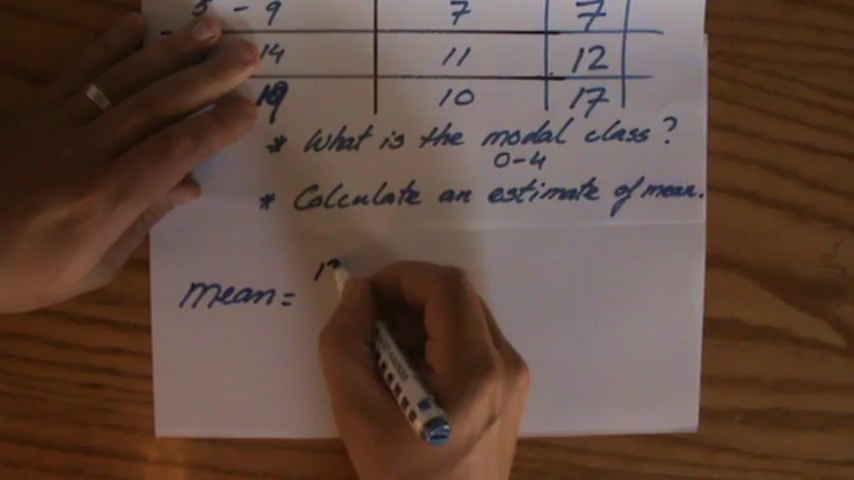 5 - 9 7 7
14 11 12
19 10 17
* What is the modal class?
0-4
* Calculate an estimate of mean.
mean =